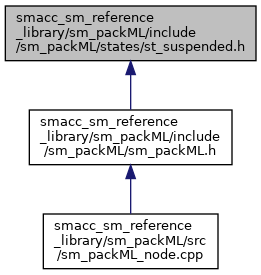 smacc_sm_reference
_library/sm_packML/include
/sm_packML/states/st_suspended.h
smacc_sm_reference
_library/sm_packML/include
/sm_packML/sm_packML.h
smacc_sm_reference
_library/sm_packML/src
/sm_packML_node.cpp